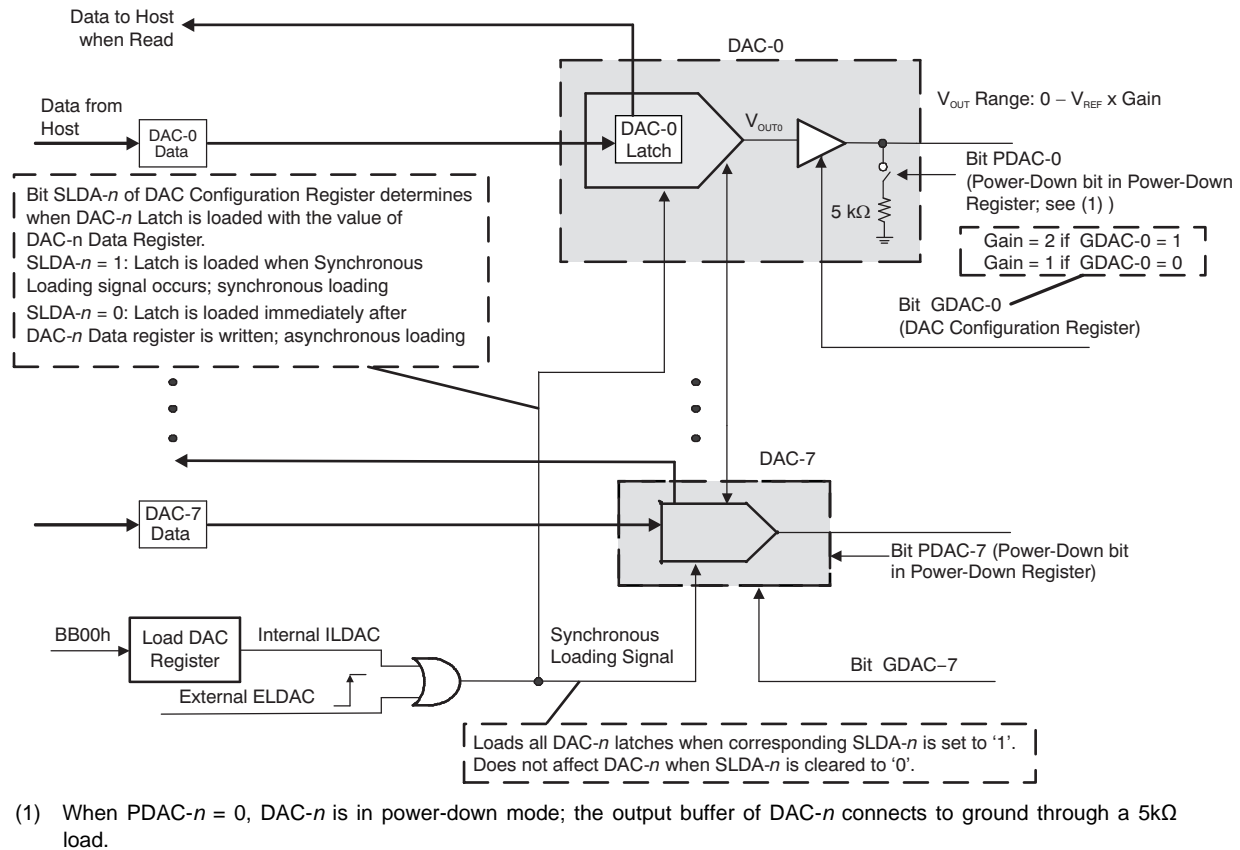 Data to Host
when Read
DAC-0
Data from
Host
DAC-0
Data
DAC-0
Latch
VOUT0
VOUT Range: 0 – VREF x Gain
Bit PDAC-0
(Power-Down bit in Power-Down
Register; see (1) )
5 kΩ
Gain = 2 if GDAC-0 = 1
Gain = 1 if GDAC-0 = 0
Bit GDAC-0
(DAC Configuration Register)
Bit SLDA-n of DAC Configuration Register determines
when DAC-n Latch is loaded with the value of
DAC-n Data Register.
SLDA-n = 1: Latch is loaded when Synchronous
Loading signal occurs; synchronous loading
SLDA-n = 0: Latch is loaded immediately after
DAC-n Data register is written; asynchronous loading
DAC-7
DAC-7
Data
Bit PDAC-7 (Power-Down bit
in Power-Down Register)
BB00h
Load DAC
Register
Internal ILDAC
External ELDAC
Synchronous
Loading Signal
Bit GDAC–7
Loads all DAC-n latches when corresponding SLDA-n is set to ‘1’.
Does not affect DAC-n when SLDA-n is cleared to ‘0’.
(1) When PDAC-n = 0, DAC-n is in power-down mode; the output buffer of DAC-n connects to ground through a 5kΩ
load.